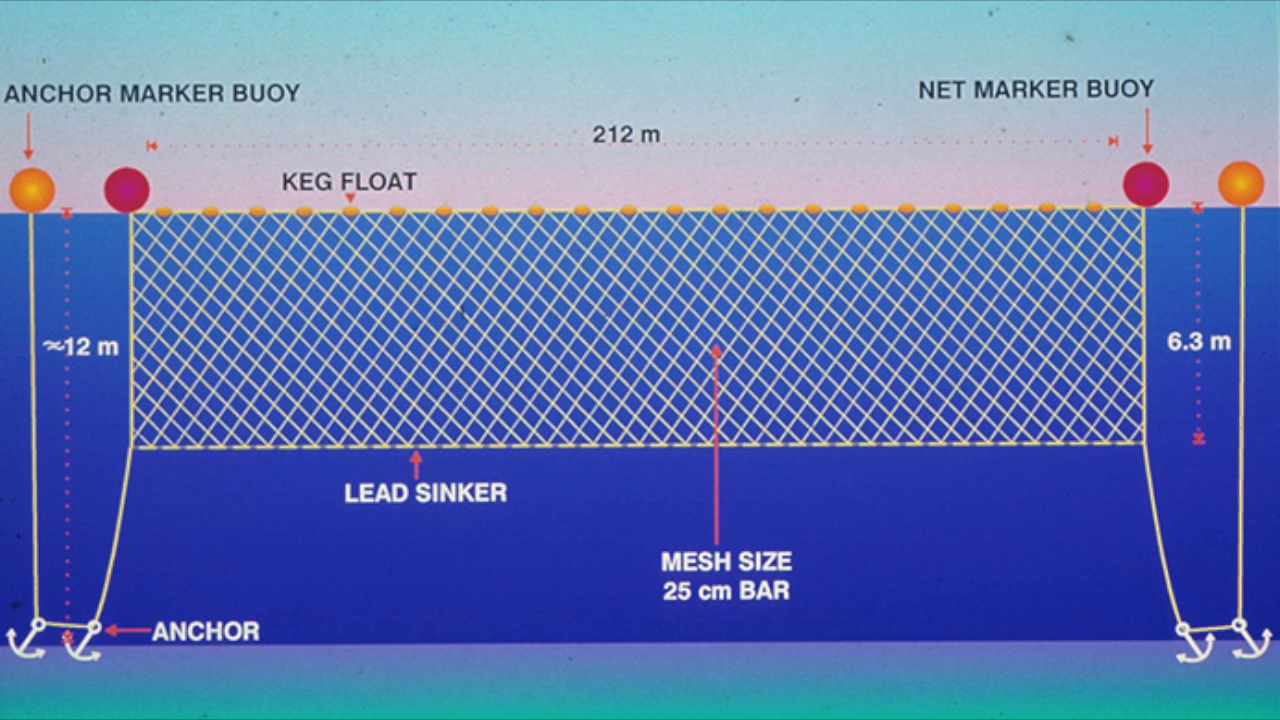 ANCHOR MARKER BUOY
NET MARKER BUOY
212 m
KEG FLOAT
≈12 m
6.3 m
LEAD SINKER
MESH SIZE
25 cm BAR
ANCHOR